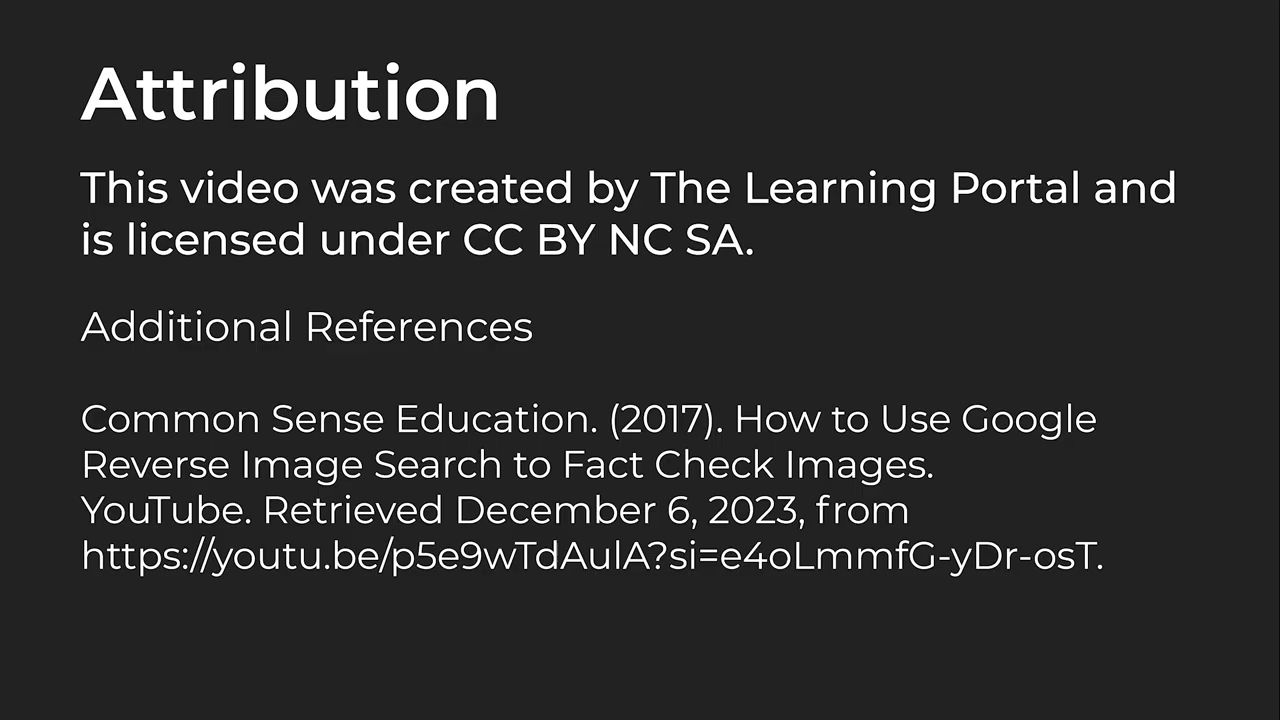 Attribution
This video was created by The Learning Portal and
is licensed under CC BY NC SA.
Additional References
Common Sense Education. (2017). How to Use Google
Reverse Image Search to Fact Check Images.
YouTube. Retrieved December 6, 2023, from
https://youtu.be/p5e9wTdAulA?si=e4oLmmfG-yDr-osT.